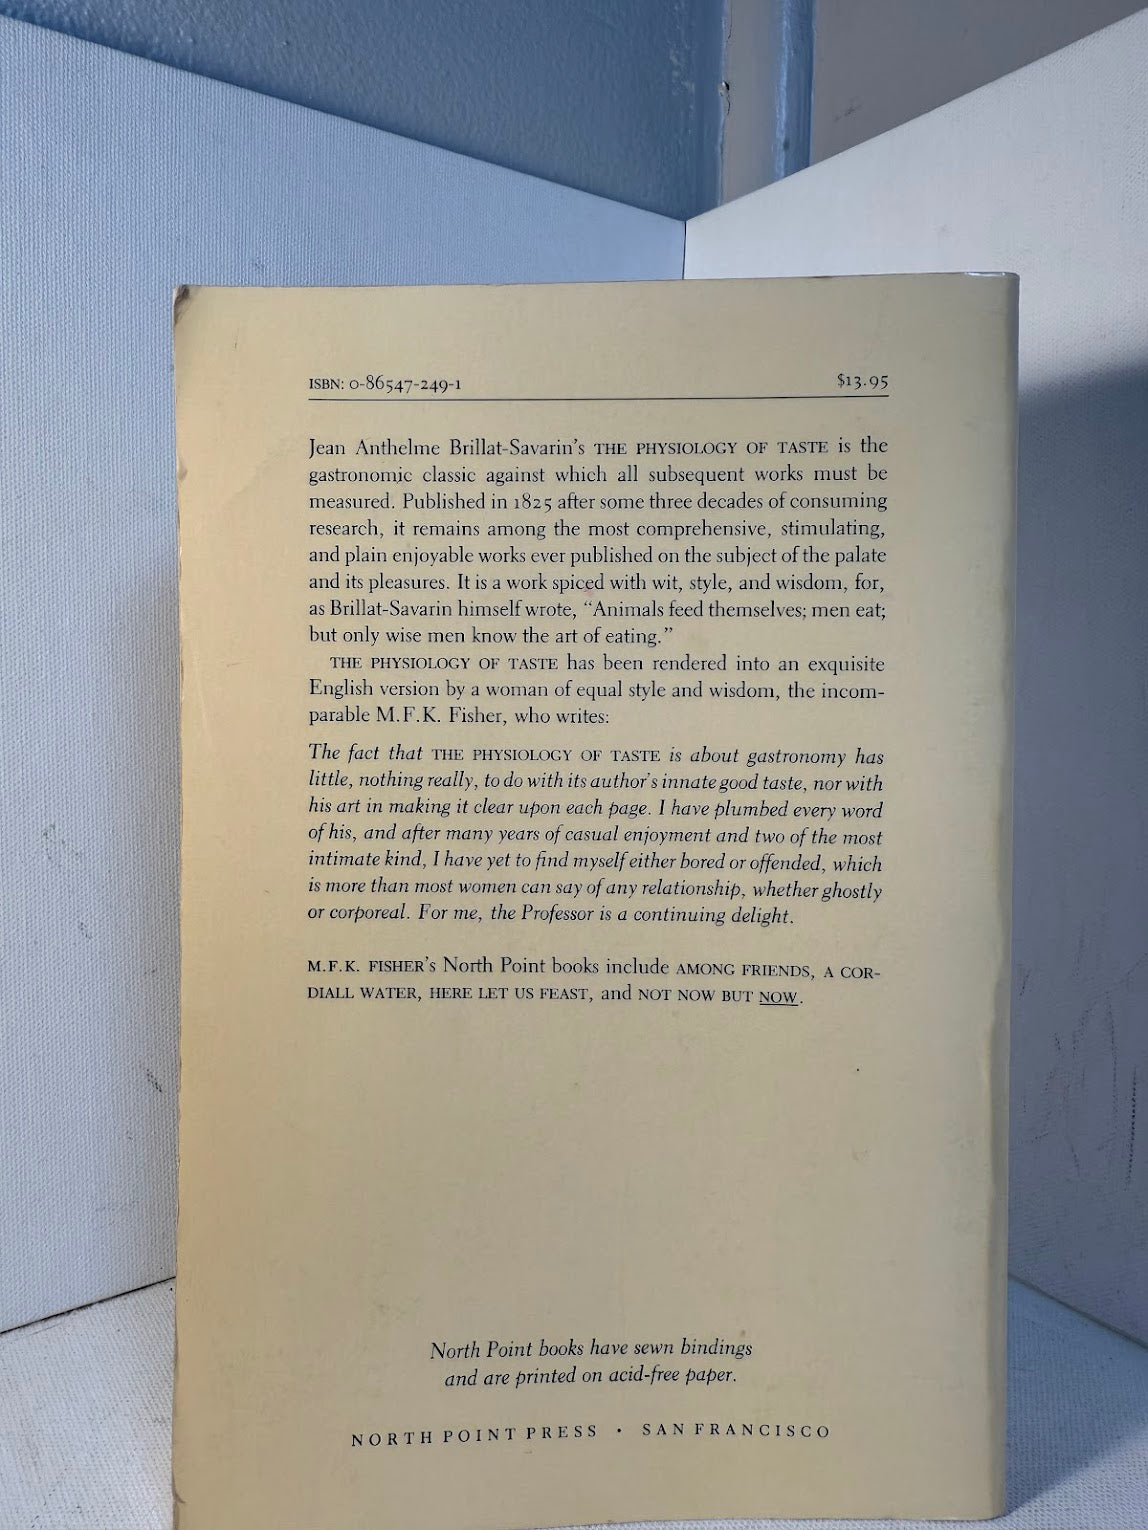 ISBN: 0-86547-249-1 $13.95
Jean Anthelme Brillat-Savarin's THE PHYSIOLOGY OF TASTE is the
gastronomic classic against which all subsequent works must be
measured. Published in 1825 after some three decades of consuming
research, it remains among the most comprehensive, stimulating,
and plain enjoyable works ever published on the subject of the palate
and its pleasures. It is a work spiced with wit, style, and wisdom, for,
as Brillat-Savarin himself wrote, “Animals feed themselves; men eat;
but only wise men know the art of eating.”
THE PHYSIOLOGY OF TASTE has been rendered into an exquisite
English version by a woman of equal style and wisdom, the incom-
parable M.F.K. Fisher, who writes:
The fact that THE PHYSIOLOGY OF TASTE is about gastronomy has
little, nothing really, to do with its author's innate good taste, nor with
his art in making it clear upon each page. I have plumbed every word
of his, and after many years of casual enjoyment and two of the most
intimate kind, I have yet to find myself either bored or offended, which
is more than most women can say of any relationship, whether ghostly
or corporeal. For me, the Professor is a continuing delight.
M.F.K. FISHER's North Point books include AMONG FRIENDS, A COR-
DIALL WATER, HERE LET US FEAST, and NOT NOW BUT NOW.
North Point books have sewn bindings
and are printed on acid-free paper.
NORTH POINT PRESS · SAN FRANCISCO